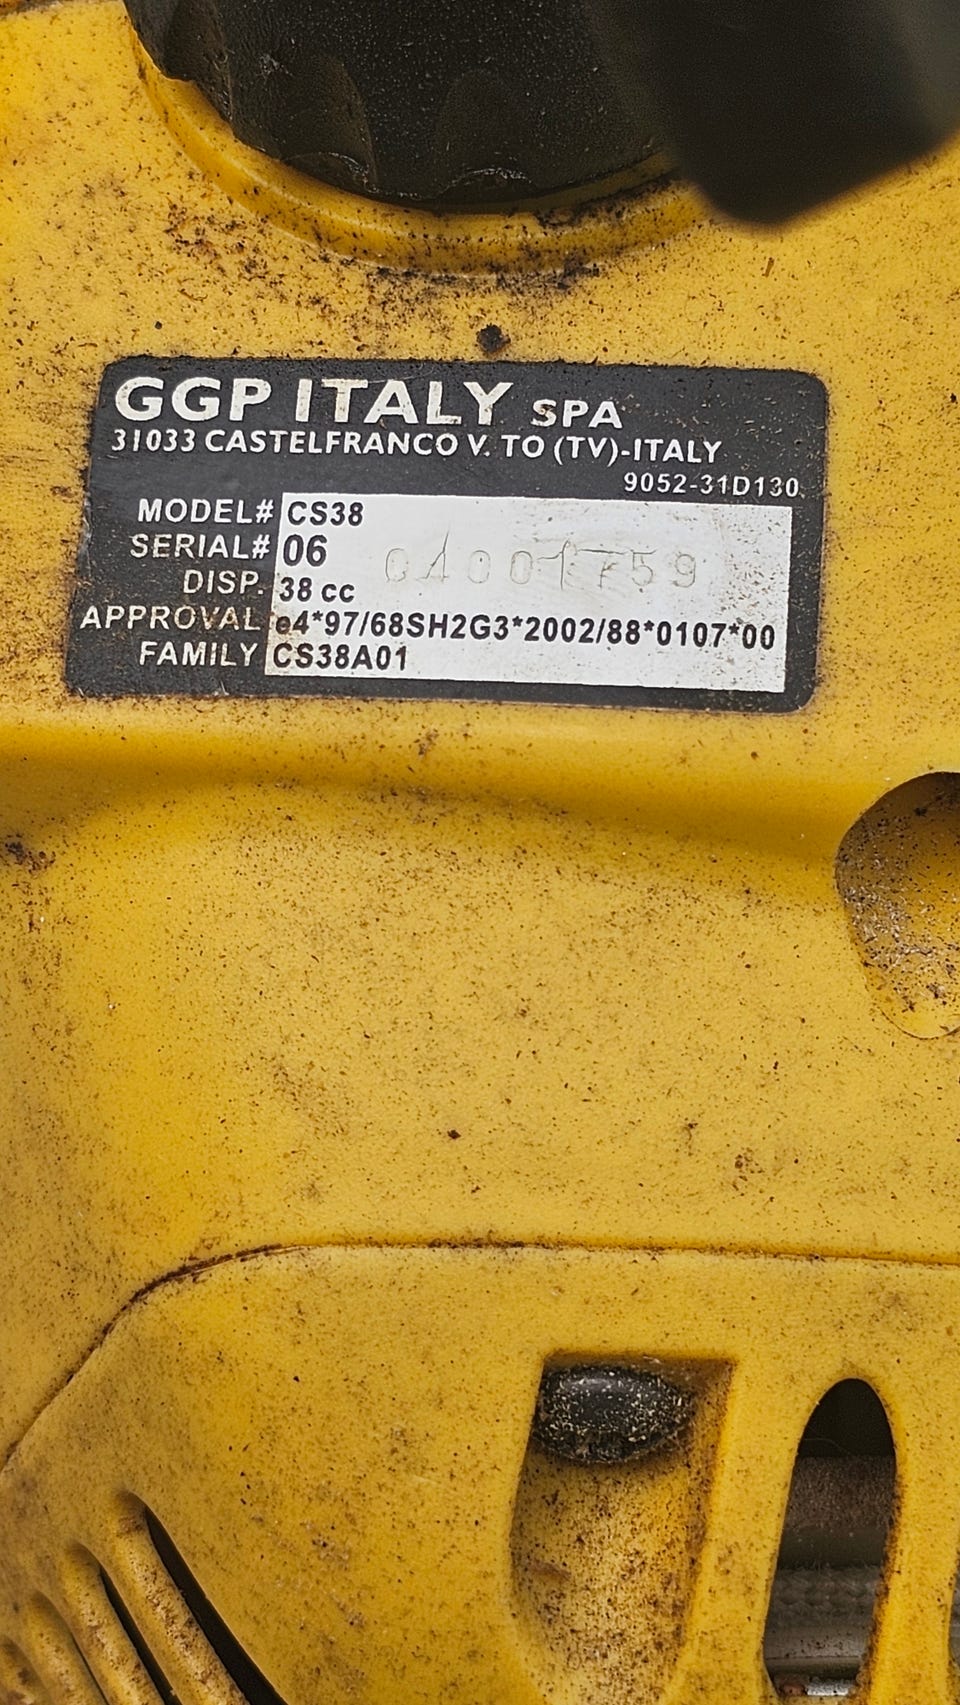 GGP ITALY SPA
31033 CASTELFRANCO V. TO (TV)-ITALY
9052-31D130
MODEL# CS38
SERIAL# 06
DISP. 38 cc
APPROVAL e4*97/68SH2G3*2002/88*0107*00
FAMILY CS38A01